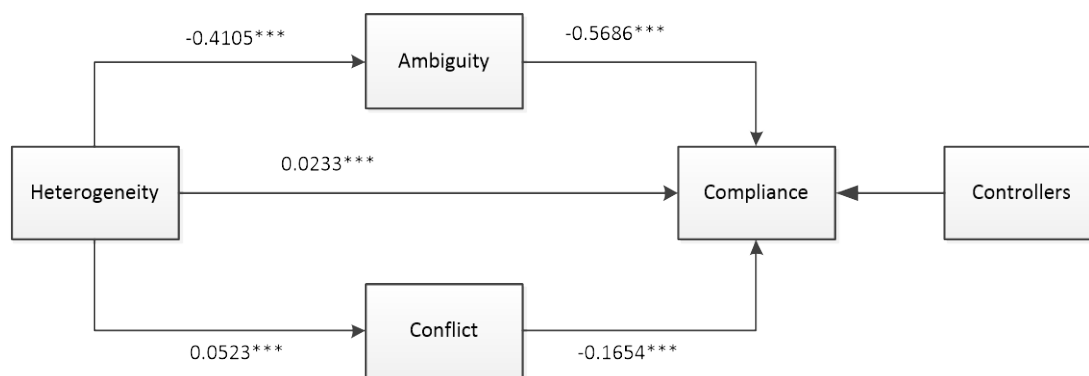 -0.4105***
Ambiguity
-0.5686***
Heterogeneity
0.0233***
Compliance
Controllers
0.0523***
Conflict
-0.1654***